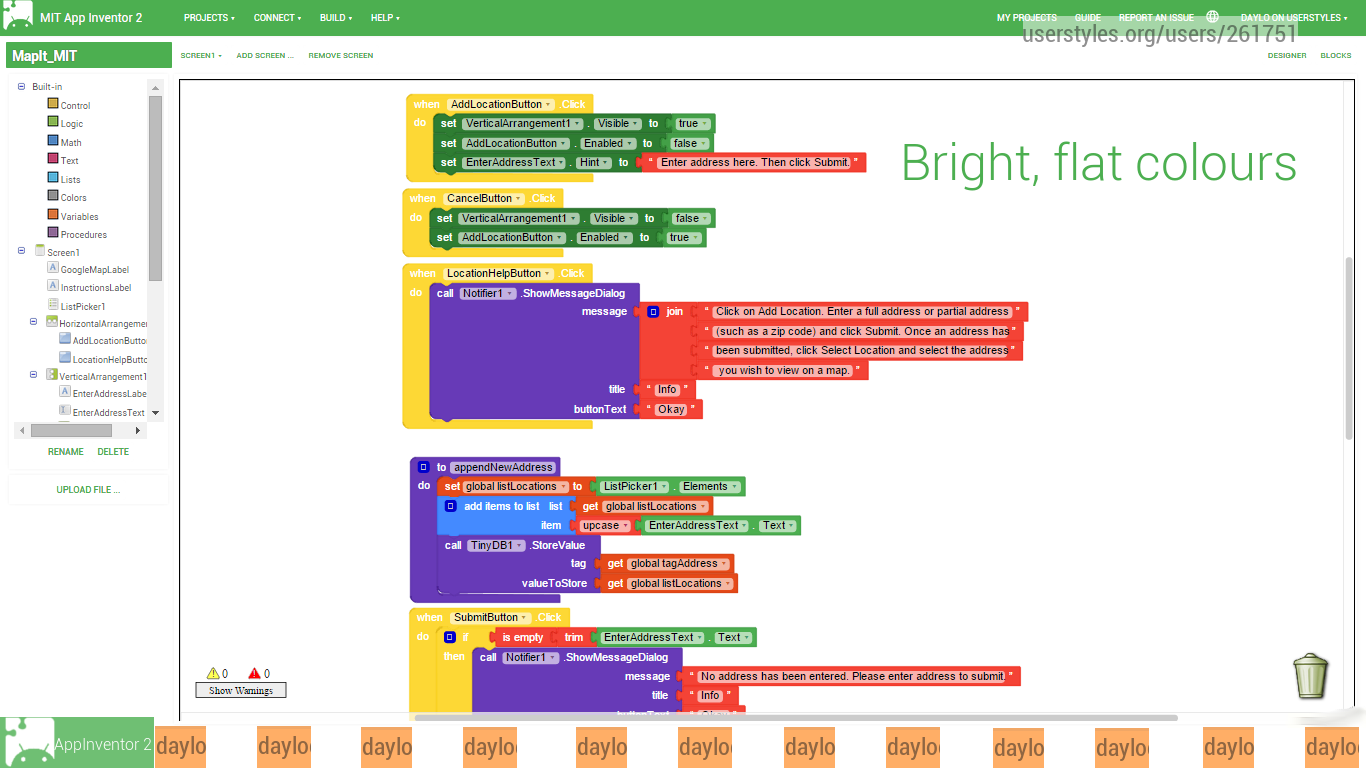 MIT App Inventor 2 PROJECTS CONNECT BUILD HELP MY PROJECTS GUIDE REPORT AN ISSUE DAYLO ON USERSTYLES
userstyles.org/users/261751
MapIt_MIT SCREEN1 ADD SCREEN ... REMOVE SCREEN DESIGNER BLOCKS
Built-in
Control
Logic
Math
Text
Lists
Colors
Variables
Procedures
Screen1
GoogleMapLabel
InstructionsLabel
ListPicker1
HorizontalArrangeme
AddLocationButto
LocationHelpButto
VerticalArrangement1
EnterAddressLabe
EnterAddressText
RENAME DELETE
UPLOAD FILE ...
when AddLocationButton .Click
do set VerticalArrangement1 . Visible to true
set AddLocationButton . Enabled to false
set EnterAddressText . Hint to “ Enter address here. Then click Submit. ”
Bright, flat colours
when CancelButton .Click
do set VerticalArrangement1 . Visible to false
set AddLocationButton . Enabled to true
when LocationHelpButton .Click
do call Notifier1 .ShowMessageDialog
message join “ Click on Add Location. Enter a full address or partial address ”
“ (such as a zip code) and click Submit. Once an address has ”
“ been submitted, click Select Location and select the address ”
“ you wish to view on a map. ”
title “ Info ”
buttonText “ Okay ”
to appendNewAddress
do set global listLocations to ListPicker1 . Elements
add items to list list get global listLocations
item upcase EnterAddressText . Text
call TinyDB1 .StoreValue
tag get global tagAddress
valueToStore get global listLocations
when SubmitButton .Click
do if is empty trim EnterAddressText . Text
then call Notifier1 .ShowMessageDialog
message “ No address has been entered. Please enter address to submit. ”
title “ Info ”
0 0
Show Warnings
AppInventor 2 daylo daylo daylo daylo daylo daylo daylo daylo daylo daylo daylo daylo